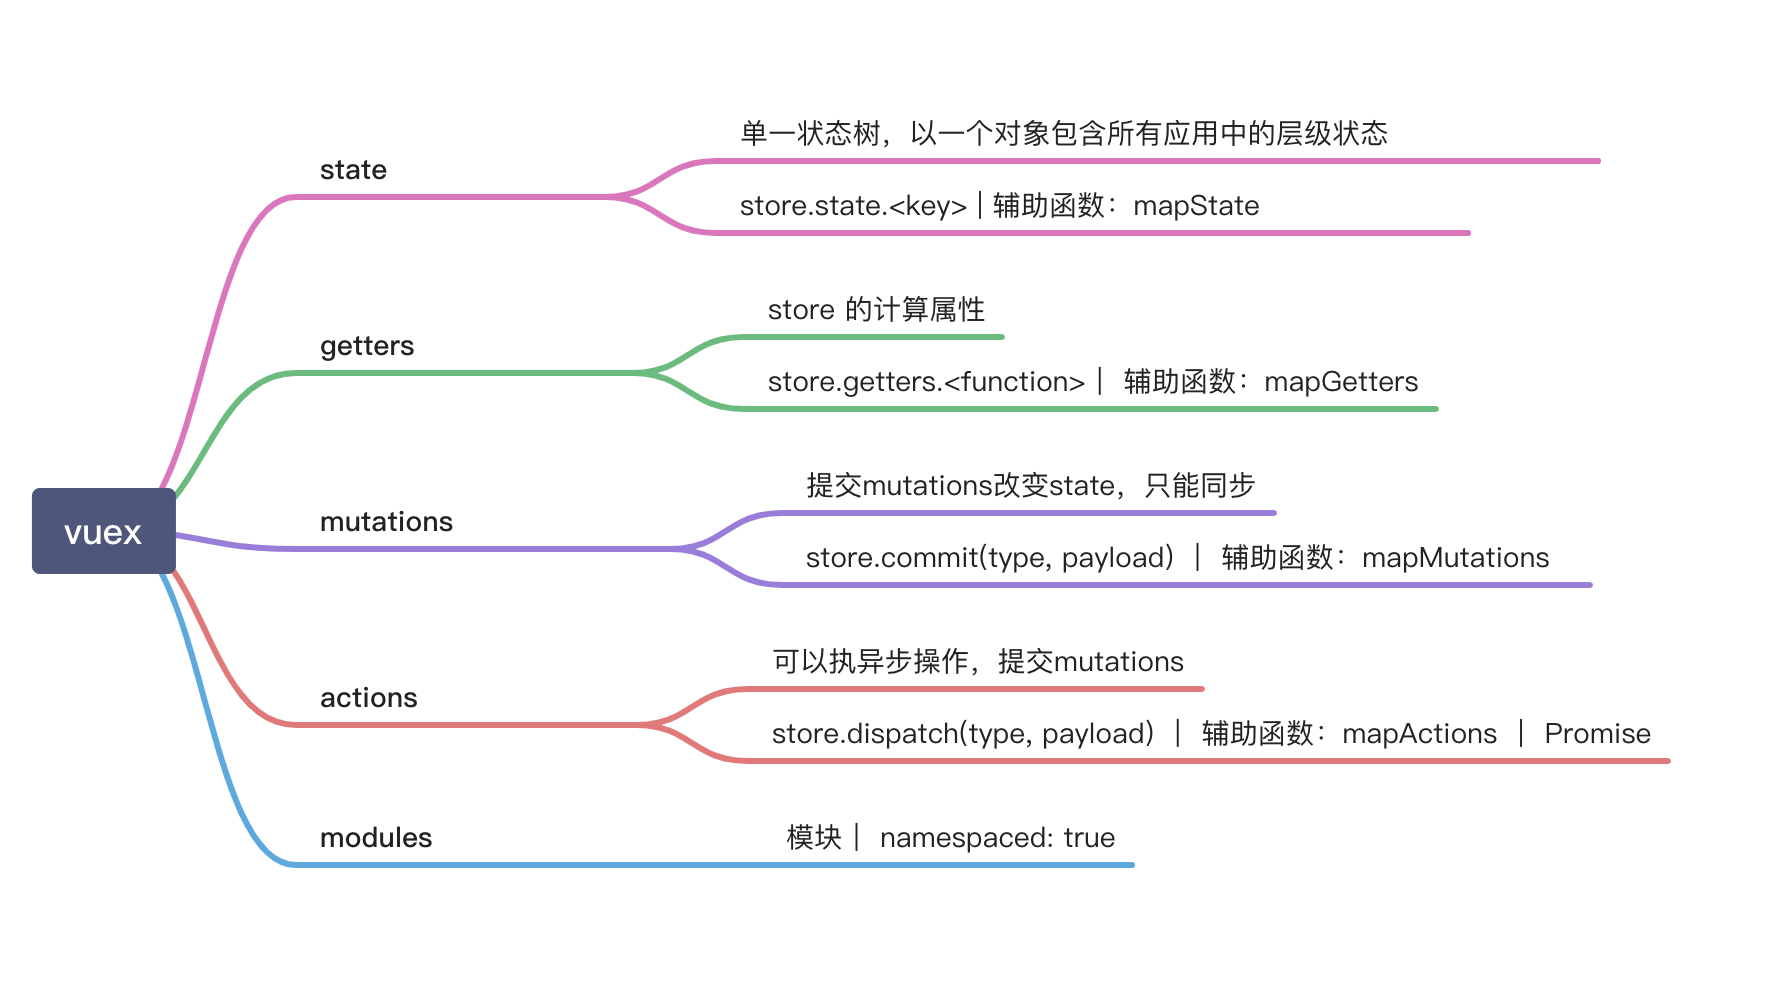 单一状态树，以一个对象包含所有应用中的层级状态
state
store.state.<key> | 辅助函数：mapState
store 的计算属性
getters
store.getters.<function> | 辅助函数：mapGetters
提交mutations改变state，只能同步
vuex
mutations
store.commit(type, payload) | 辅助函数：mapMutations
可以执异步操作，提交mutations
actions
store.dispatch(type, payload) | 辅助函数：mapActions | Promise
modules
模块 | namespaced: true